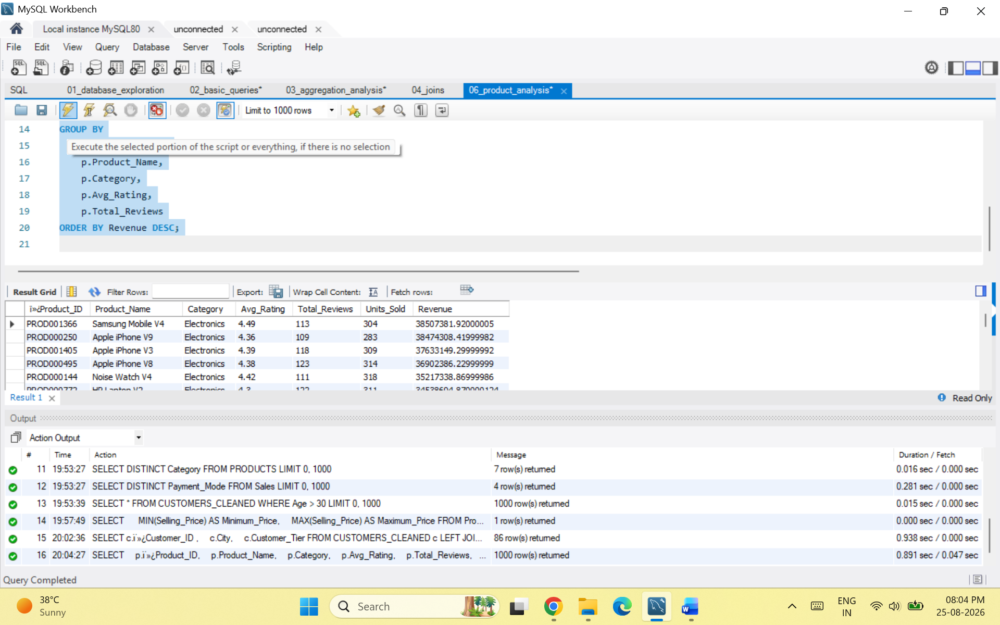 MySQL Workbench
Local instance MySQL80
unconnected
unconnected
File Edit View Query Database Server Tools Scripting Help
SQL 01_database_exploration 02_basic_queries* 03_aggregation_analysis* 04_joins 06_product_analysis*
Limit to 1000 rows
14 GROUP BY
15
Execute the selected portion of the script or everything, if there is no selection
16 p.Product_Name,
17 p.Category,
18 p.Avg_Rating,
19 p.Total_Reviews
20 ORDER BY Revenue DESC;
21
Result Grid Filter Rows: Export: Wrap Cell Content: Fetch rows:
ï»¿Product_ID Product_Name Category Avg_Rating Total_Reviews Units_Sold Revenue
PROD001366 Samsung Mobile V4 Electronics 4.49 113 304 38507381.92000005
PROD000250 Apple iPhone V9 Electronics 4.36 109 283 38474308.41999982
PROD001405 Apple iPhone V3 Electronics 4.39 118 309 37633149.29999992
PROD000495 Apple iPhone V8 Electronics 4.38 123 314 36902386.22999999
PROD000144 Noise Watch V4 Electronics 4.42 111 318 35217338.86999986
PROD000772 HP Laptop V2 Electronics 4.3 122 311
Result 1
Read Only
Output
Action Output
# Time Action Message Duration / Fetch
11 19:53:27 SELECT DISTINCT Category FROM PRODUCTS LIMIT 0, 1000 7 row(s) returned 0.016 sec / 0.000 sec
12 19:53:27 SELECT DISTINCT Payment_Mode FROM Sales LIMIT 0, 1000 4 row(s) returned 0.281 sec / 0.000 sec
13 19:53:39 SELECT * FROM CUSTOMERS_CLEANED WHERE Age > 30 LIMIT 0, 1000 1000 row(s) returned 0.015 sec / 0.000 sec
14 19:57:49 SELECT MIN(Selling_Price) AS Minimum_Price, MAX(Selling_Price) AS Maximum_Price FROM Pro... 1 row(s) returned 0.000 sec / 0.000 sec
15 20:02:36 SELECT c.ï»¿Customer_ID , c.City, c.Customer_Tier FROM CUSTOMERS_CLEANED c LEFT JOI... 86 row(s) returned 0.938 sec / 0.000 sec
16 20:04:27 SELECT p.ï»¿Product_ID, p.Product_Name, p.Category, p.Avg_Rating, p.Total_Reviews, ... 1000 row(s) returned 0.891 sec / 0.047 sec
Query Completed
38°C
Sunny
Search
ENG
IN
08:04 PM
25-08-2026